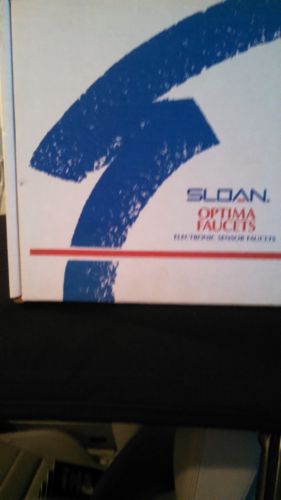 SLOAN®
OPTIMA
FAUCETS
ELECTRONIC SENSOR FAUCETS